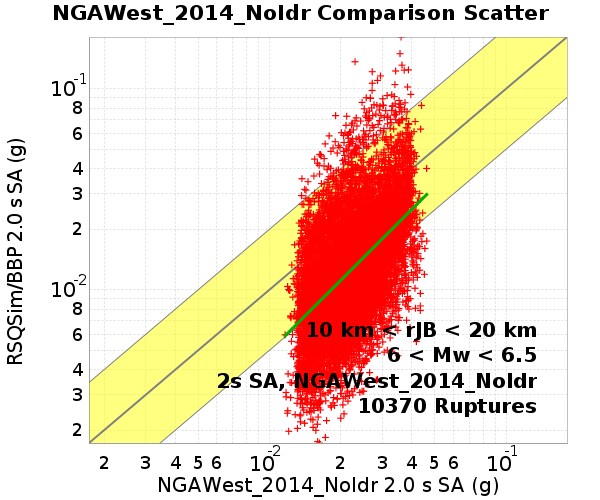 NGAWest_2014_NoIdr Comparison Scatter
RSQSim/BBP 2.0 s SA (g)
10⁻¹
8
6
4
3
2
10⁻²
8
6
4
3
2
10 km < rJB < 20 km
6 < Mw < 6.5
2s SA, NGAWest_2014_NoIdr
10370 Ruptures
2 3 4 5 6 10⁻² 2 3 4 5 6 10⁻¹
NGAWest_2014_NoIdr 2.0 s SA (g)